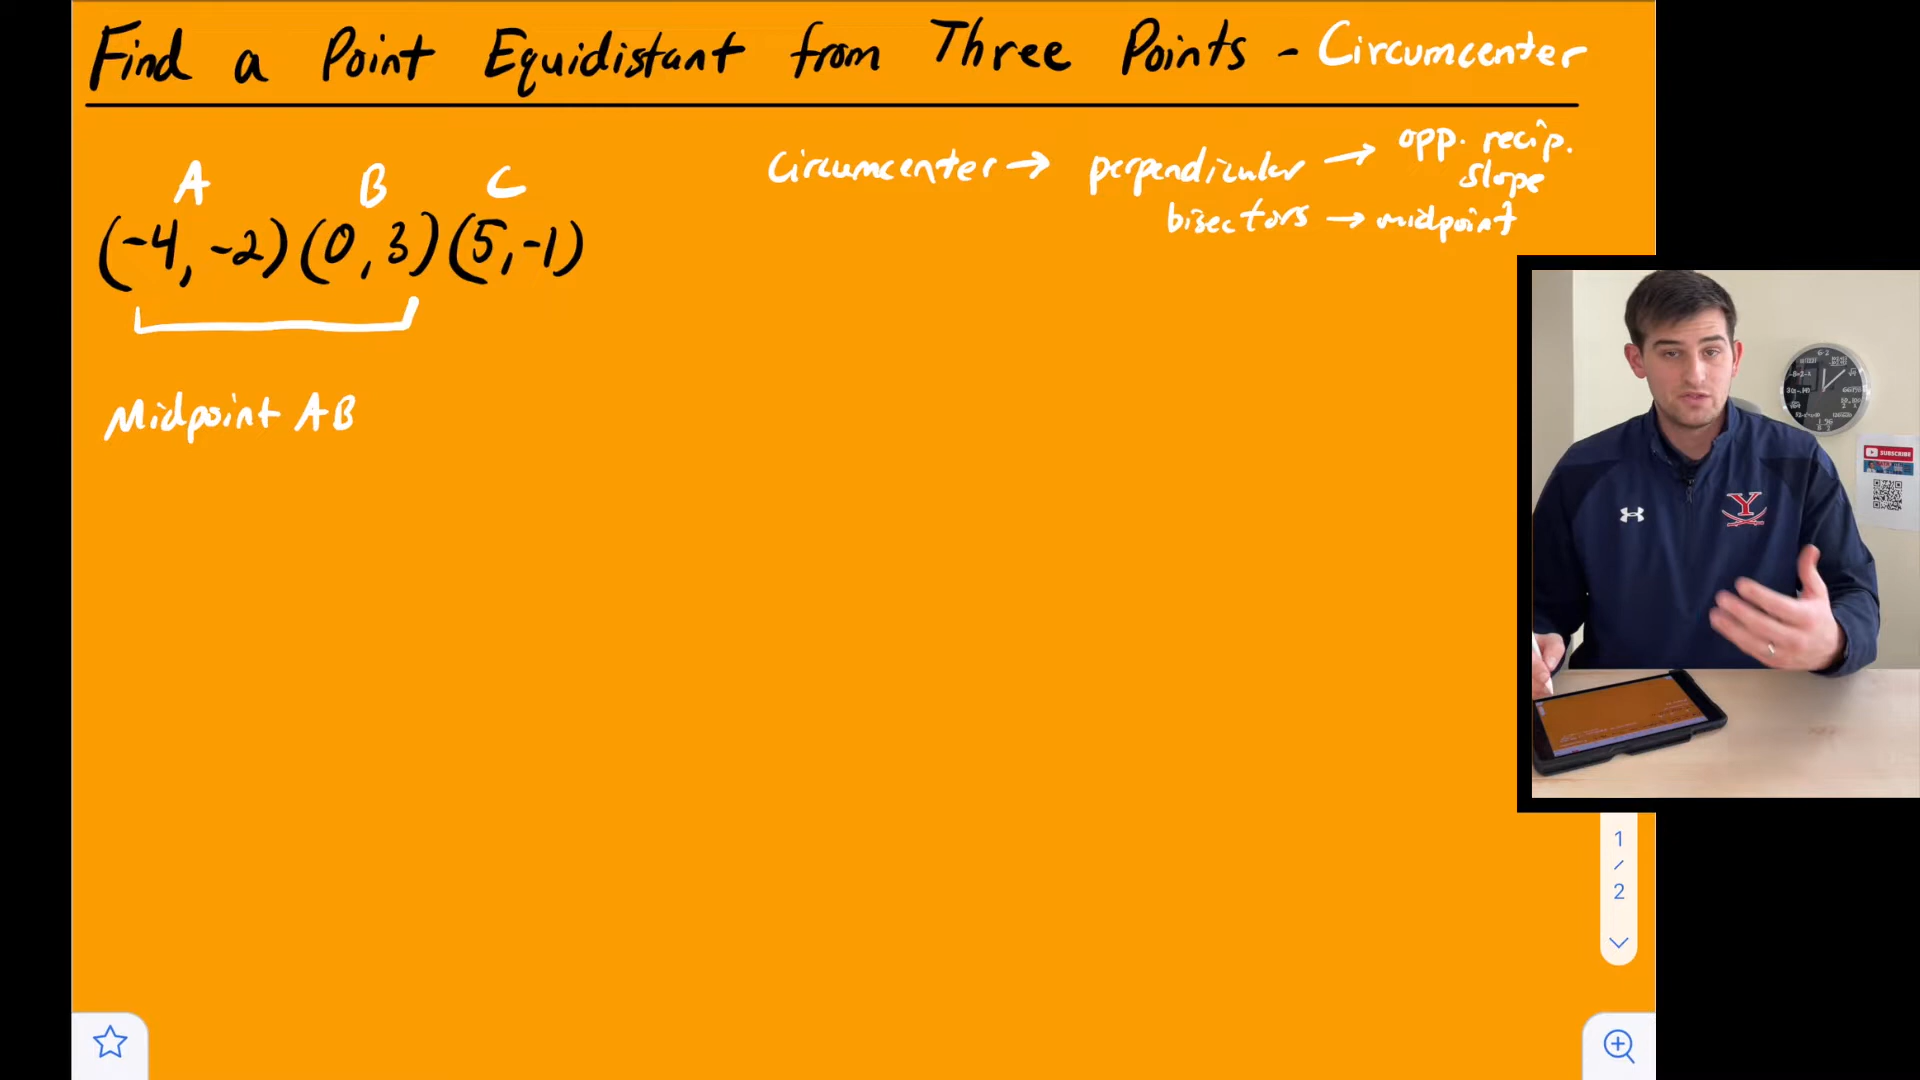 Find a Point Equidistant from Three Points - Circumcenter
Circumcenter → perpendicular → opp. recip. slope
bisectors → midpoint
A B C
(-4, -2) (0, 3) (5, -1)
Midpoint AB
Y
SUBSCRIBE
1
/
2